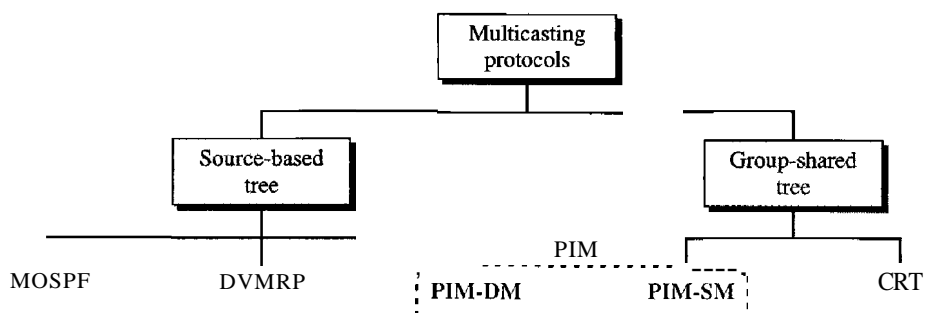 Multicasting
protocols
Source-based
tree
Group-shared
tree
PIM
MOSPF
DVMRP
PIM-DM
PIM-SM
CRT